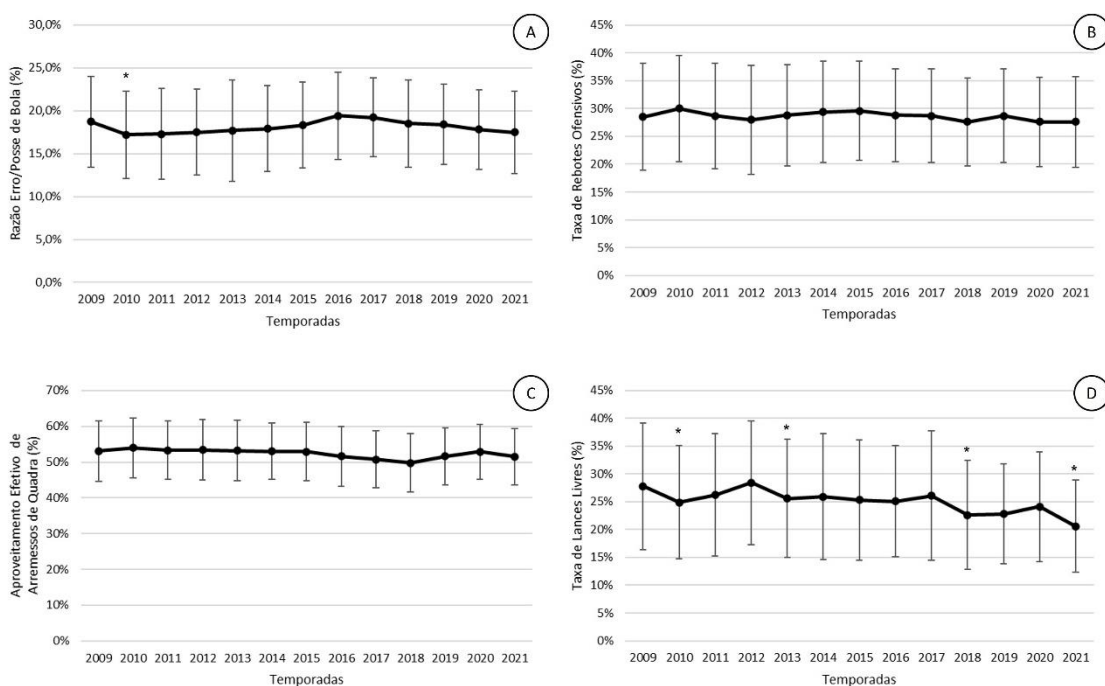 A
Razão Erro/Posse de Bola (%)
30,0%
25,0%
20,0%
15,0%
10,0%
5,0%
0,0%
*
2009 2010 2011 2012 2013 2014 2015 2016 2017 2018 2019 2020 2021
Temporadas
B
Taxa de Rebotes Ofensivos (%)
45%
40%
35%
30%
25%
20%
15%
10%
5%
0%
2009 2010 2011 2012 2013 2014 2015 2016 2017 2018 2019 2020 2021
Temporadas
C
Aproveitamento Efetivo de
Arremessos de Quadra (%)
70%
60%
50%
40%
30%
20%
10%
0%
2009 2010 2011 2012 2013 2014 2015 2016 2017 2018 2019 2020 2021
Temporadas
D
Taxa de Lances Livres (%)
45%
40%
35%
30%
25%
20%
15%
10%
5%
0%
* * * *
2009 2010 2011 2012 2013 2014 2015 2016 2017 2018 2019 2020 2021
Temporadas